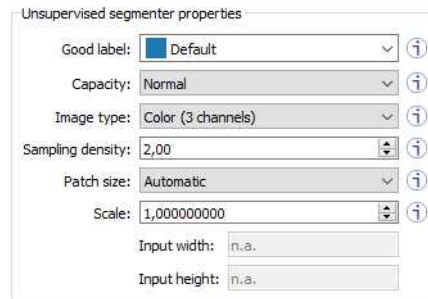 Unsupervised segmenter properties
Good label: Default
Capacity: Normal
Image type: Color (3 channels)
Sampling density: 2,00
Patch size: Automatic
Scale: 1,000000000
Input width: n.a.
Input height: n.a.